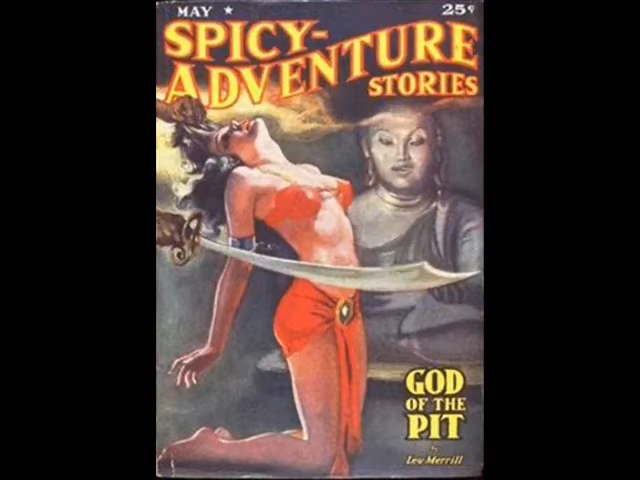 MAY ★ 25¢
SPICY-
ADVENTURE
STORIES
GOD
OF THE
PIT
by
Lew Merrill